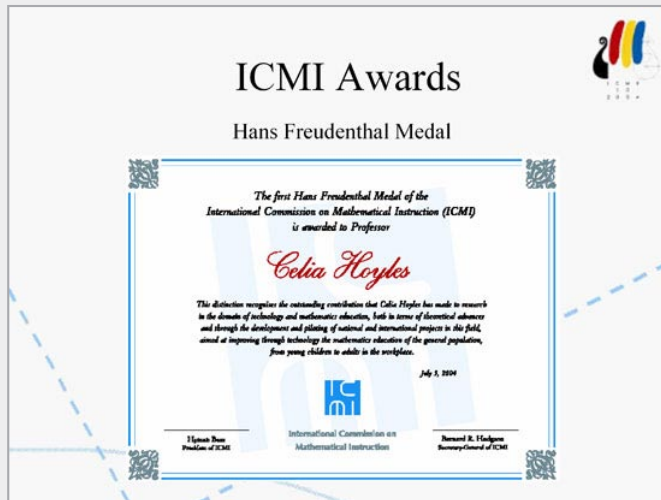 ICMI Awards
Hans Freudenthal Medal
The first Hans Freudenthal Medal of the
International Commission on Mathematical Instruction (ICMI)
is awarded to Professor
Celia Hoyles
This distinction recognises the outstanding contribution that Celia Hoyles has made to research
in the domain of technology and mathematics education, both in terms of theoretical advances
and through the development and piloting of national and international projects in this field,
aimed at improving through technology the mathematics education of the general population,
from young children to adults in the workplace.
July 5, 2004
ICMI
International Commission on
Mathematical Instruction
Hyman Bass
President of ICMI
Bernard R. Hodgson
Secretary-General of ICMI